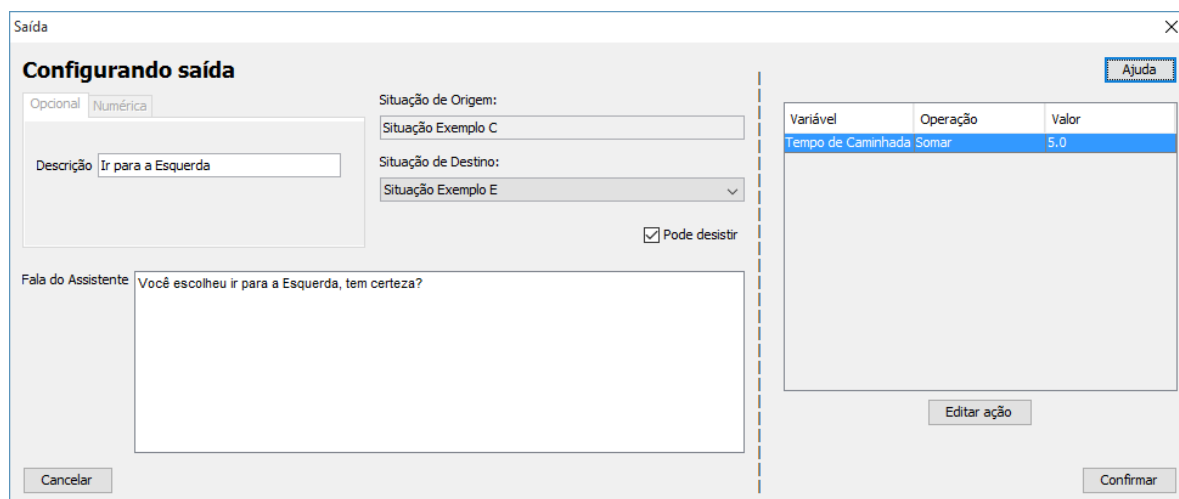 Saída
Configurando saída
Ajuda
Opcional Numérica
Descrição Ir para a Esquerda
Situação de Origem:
Situação Exemplo C
Situação de Destino:
Situação Exemplo E
Pode desistir
Fala do Assistente Você escolheu ir para a Esquerda, tem certeza?
Variável Operação Valor
Tempo de Caminhada Somar 5.0
Editar ação
Cancelar
Confirmar